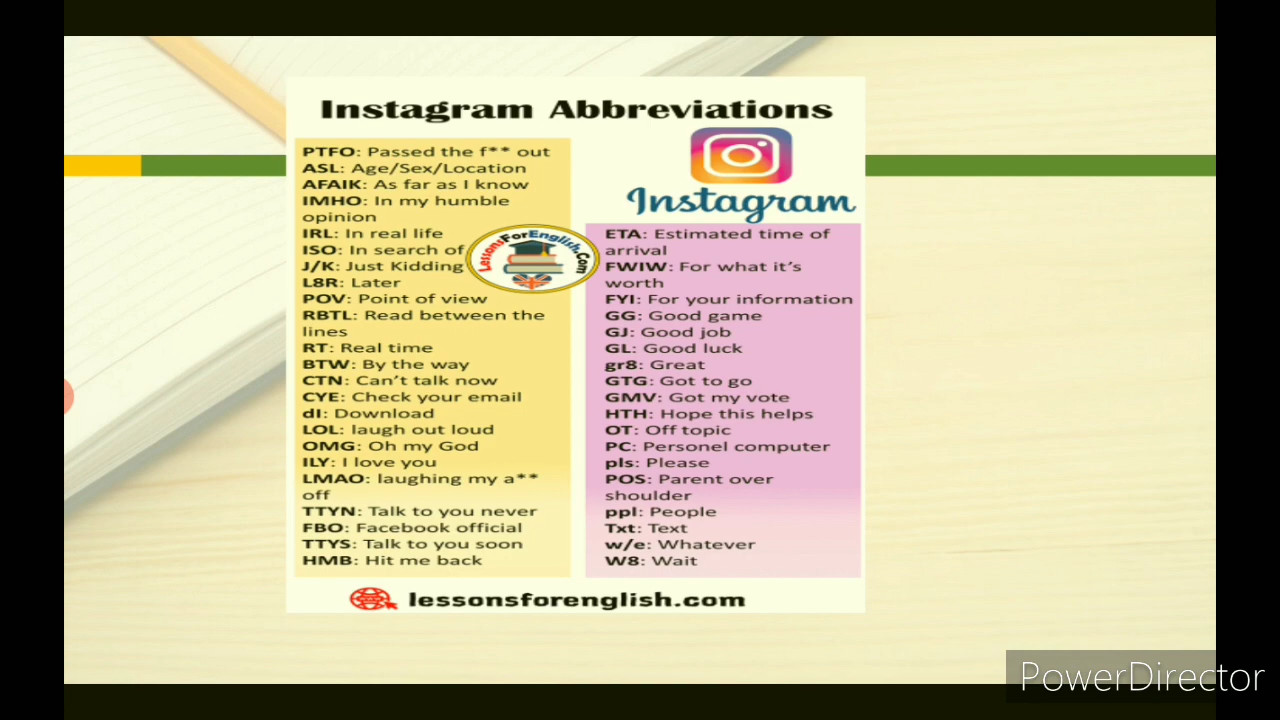 Instagram Abbreviations
PTFO: Passed the f** out
ASL: Age/Sex/Location
AFAIK: As far as I know
IMHO: In my humble
opinion
IRL: In real life
ISO: In search of
J/K: Just Kidding
L8R: Later
POV: Point of view
RBTL: Read between the
lines
RT: Real time
BTW: By the way
CTN: Can't talk now
CYE: Check your email
dI: Download
LOL: laugh out loud
OMG: Oh my God
ILY: I love you
LMAO: laughing my a**
off
TTYN: Talk to you never
FBO: Facebook official
TTYS: Talk to you soon
HMB: Hit me back
LessonsForEnglish.Com
Instagram
ETA: Estimated time of
arrival
FWIW: For what it's
worth
FYI: For your information
GG: Good game
GJ: Good job
GL: Good luck
gr8: Great
GTG: Got to go
GMV: Got my vote
HTH: Hope this helps
OT: Off topic
PC: Personel computer
pls: Please
POS: Parent over
shoulder
ppl: People
Txt: Text
w/e: Whatever
W8: Wait
lessonsforenglish.com
PowerDirector